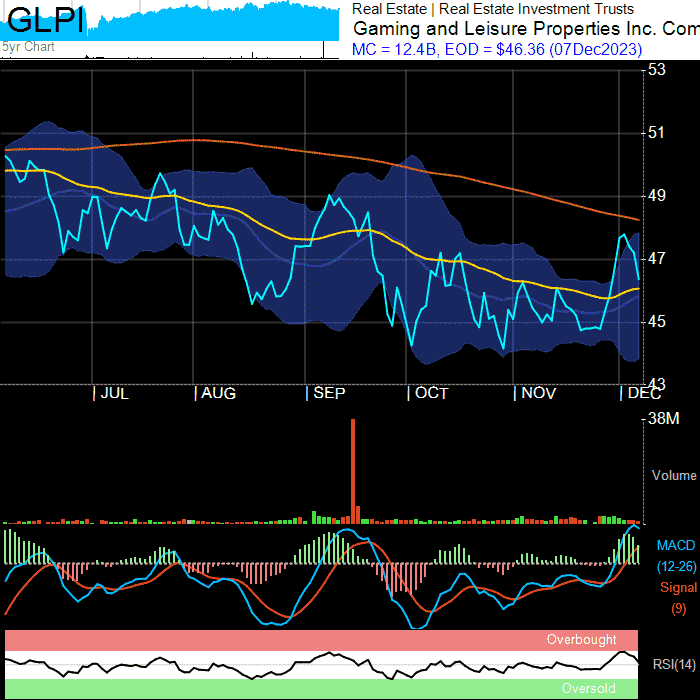 GLPI
5yr Chart
Real Estate | Real Estate Investment Trusts
Gaming and Leisure Properties Inc. Com
MC = 12.4B, EOD = $46.36 (07Dec2023)
53
51
49
47
45
43
JUL AUG SEP OCT NOV DEC
38M
Volume
MACD
(12-26)
Signal
(9)
Overbought
RSI(14)
Oversold